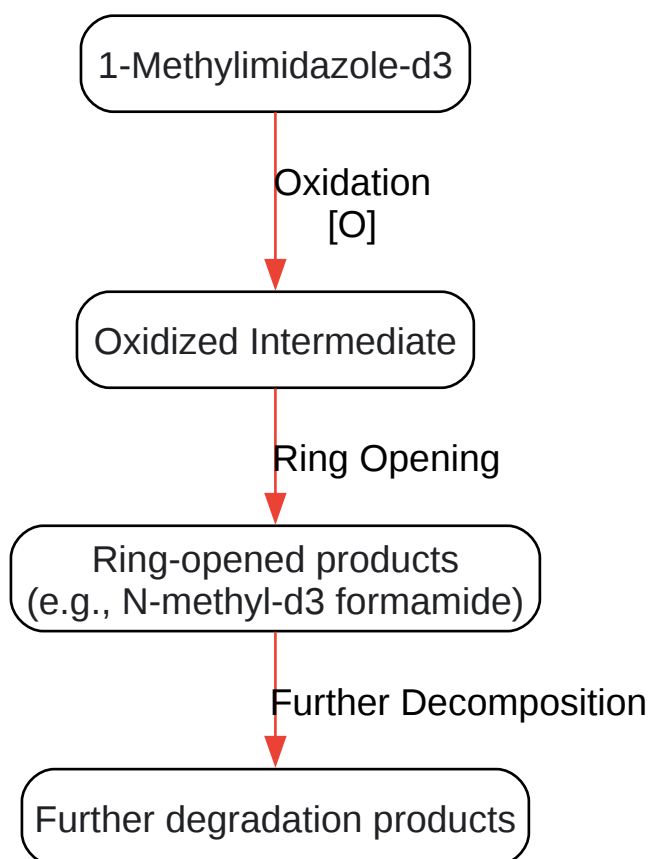 1-Methylimidazole-d3
Oxidation
[O]
Oxidized Intermediate
Ring Opening
Ring-opened products
(e.g., N-methyl-d3 formamide)
Further Decomposition
Further degradation products